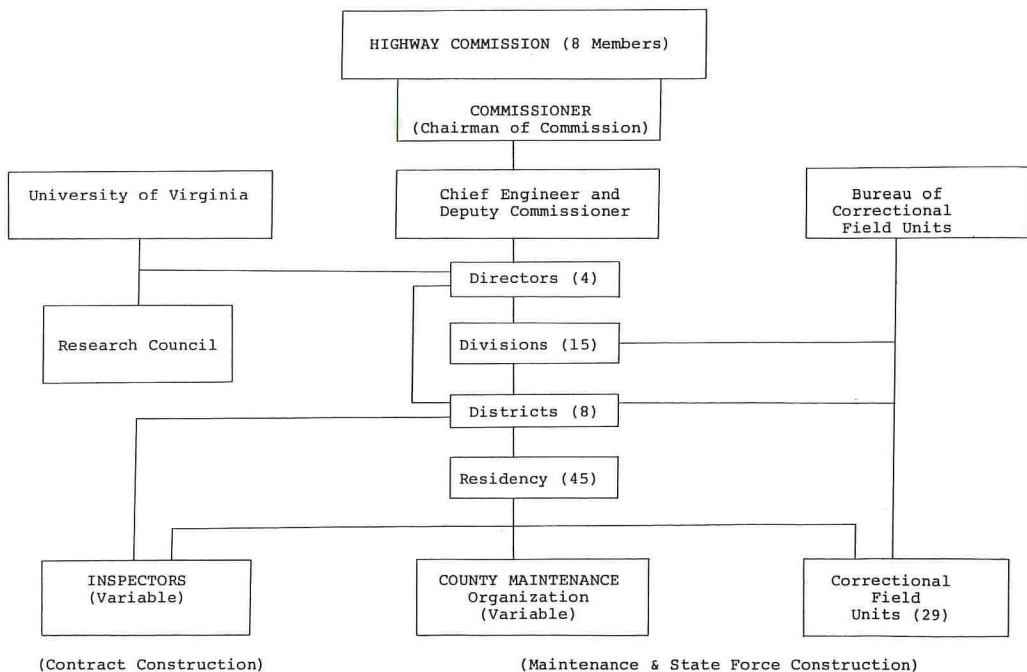 HIGHWAY COMMISSION (8 Members)
COMMISSIONER
(Chairman of Commission)
University of Virginia
Chief Engineer and
Deputy Commissioner
Bureau of
Correctional
Field Units
Directors (4)
Research Council
Divisions (15)
Districts (8)
Residency (45)
INSPECTORS
(Variable)
COUNTY MAINTENANCE
Organization
(Variable)
Correctional
Field
Units (29)
(Contract Construction)
(Maintenance & State Force Construction)